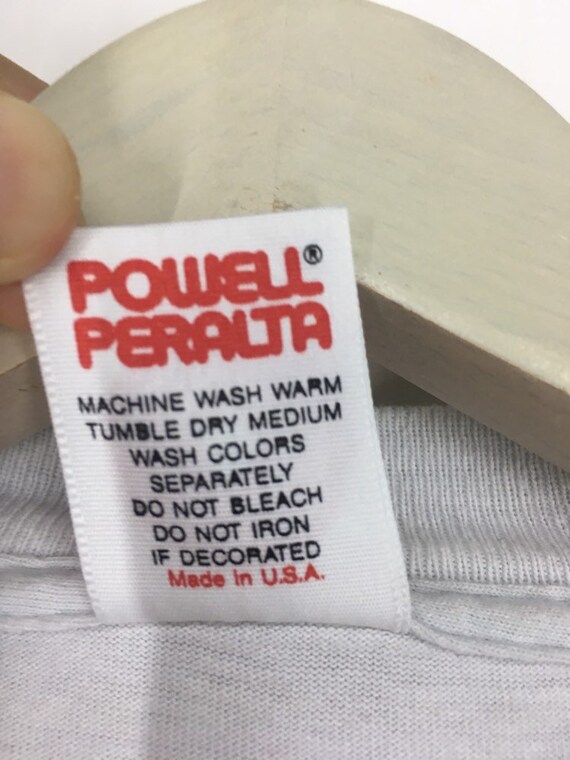 POWELL®
PERALTA
MACHINE WASH WARM
TUMBLE DRY MEDIUM
WASH COLORS
SEPARATELY
DO NOT BLEACH
DO NOT IRON
IF DECORATED
Made in U.S.A.